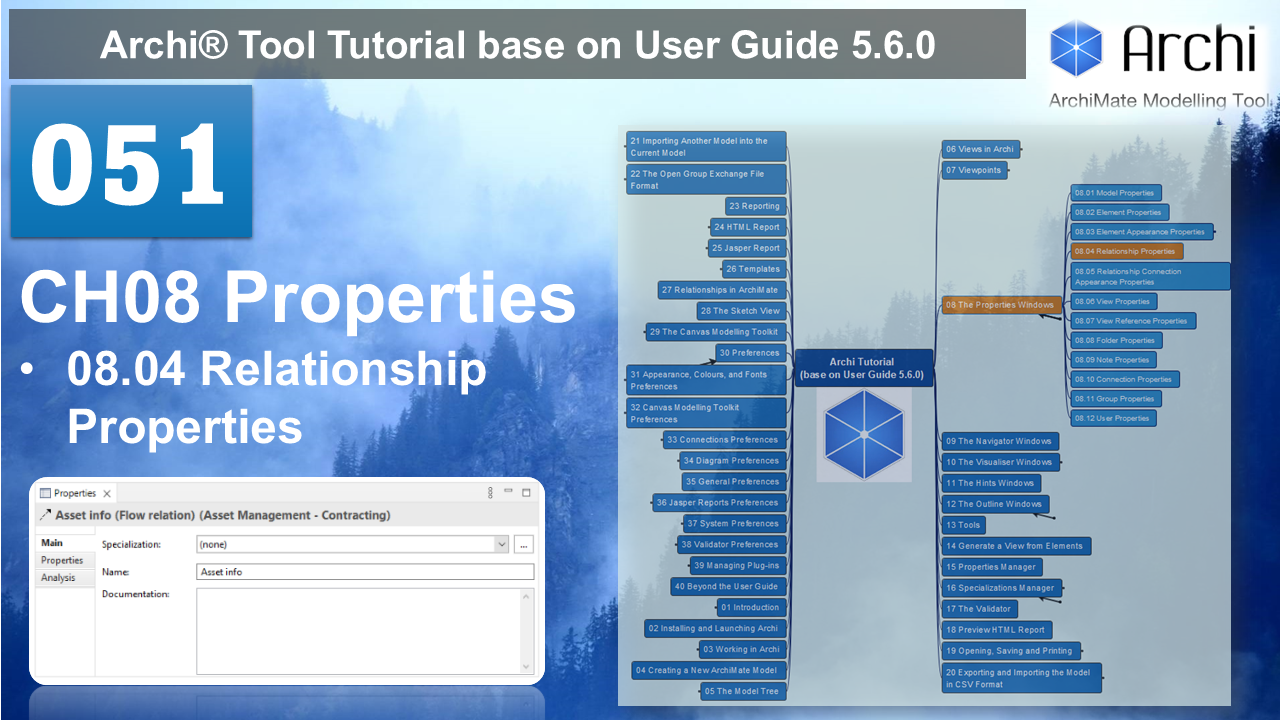 Archi® Tool Tutorial base on User Guide 5.6.0
Archi
ArchiMate Modelling Tool
051
CH08 Properties
• 08.04 Relationship
Properties
Properties
Asset info (Flow relation) (Asset Management - Contracting)
Main
Properties
Analysis
Specialization:
(none)
...
Name:
Asset info
Documentation:
21 Importing Another Model into the
Current Model
22 The Open Group Exchange File
Format
23 Reporting
24 HTML Report
25 Jasper Report
26 Templates
27 Relationships in ArchiMate
28 The Sketch View
29 The Canvas Modelling Toolkit
30 Preferences
31 Appearance, Colours, and Fonts
Preferences
32 Canvas Modelling Toolkit
Preferences
33 Connections Preferences
34 Diagram Preferences
35 General Preferences
36 Jasper Reports Preferences
37 System Preferences
38 Validator Preferences
39 Managing Plug-ins
40 Beyond the User Guide
01 Introduction
02 Installing and Launching Archi
03 Working in Archi
04 Creating a New ArchiMate Model
05 The Model Tree
Archi Tutorial
(base on User Guide 5.6.0)
06 Views in Archi
07 Viewpoints
08 The Properties Windows
08.01 Model Properties
08.02 Element Properties
08.03 Element Appearance Properties
08.04 Relationship Properties
08.05 Relationship Connection
Appearance Properties
08.06 View Properties
08.07 View Reference Properties
08.08 Folder Properties
08.09 Note Properties
08.10 Connection Properties
08.11 Group Properties
08.12 User Properties
09 The Navigator Windows
10 The Visualiser Windows
11 The Hints Windows
12 The Outline Windows
13 Tools
14 Generate a View from Elements
15 Properties Manager
16 Specializations Manager
17 The Validator
18 Preview HTML Report
19 Opening, Saving and Printing
20 Exporting and Importing the Model
in CSV Format